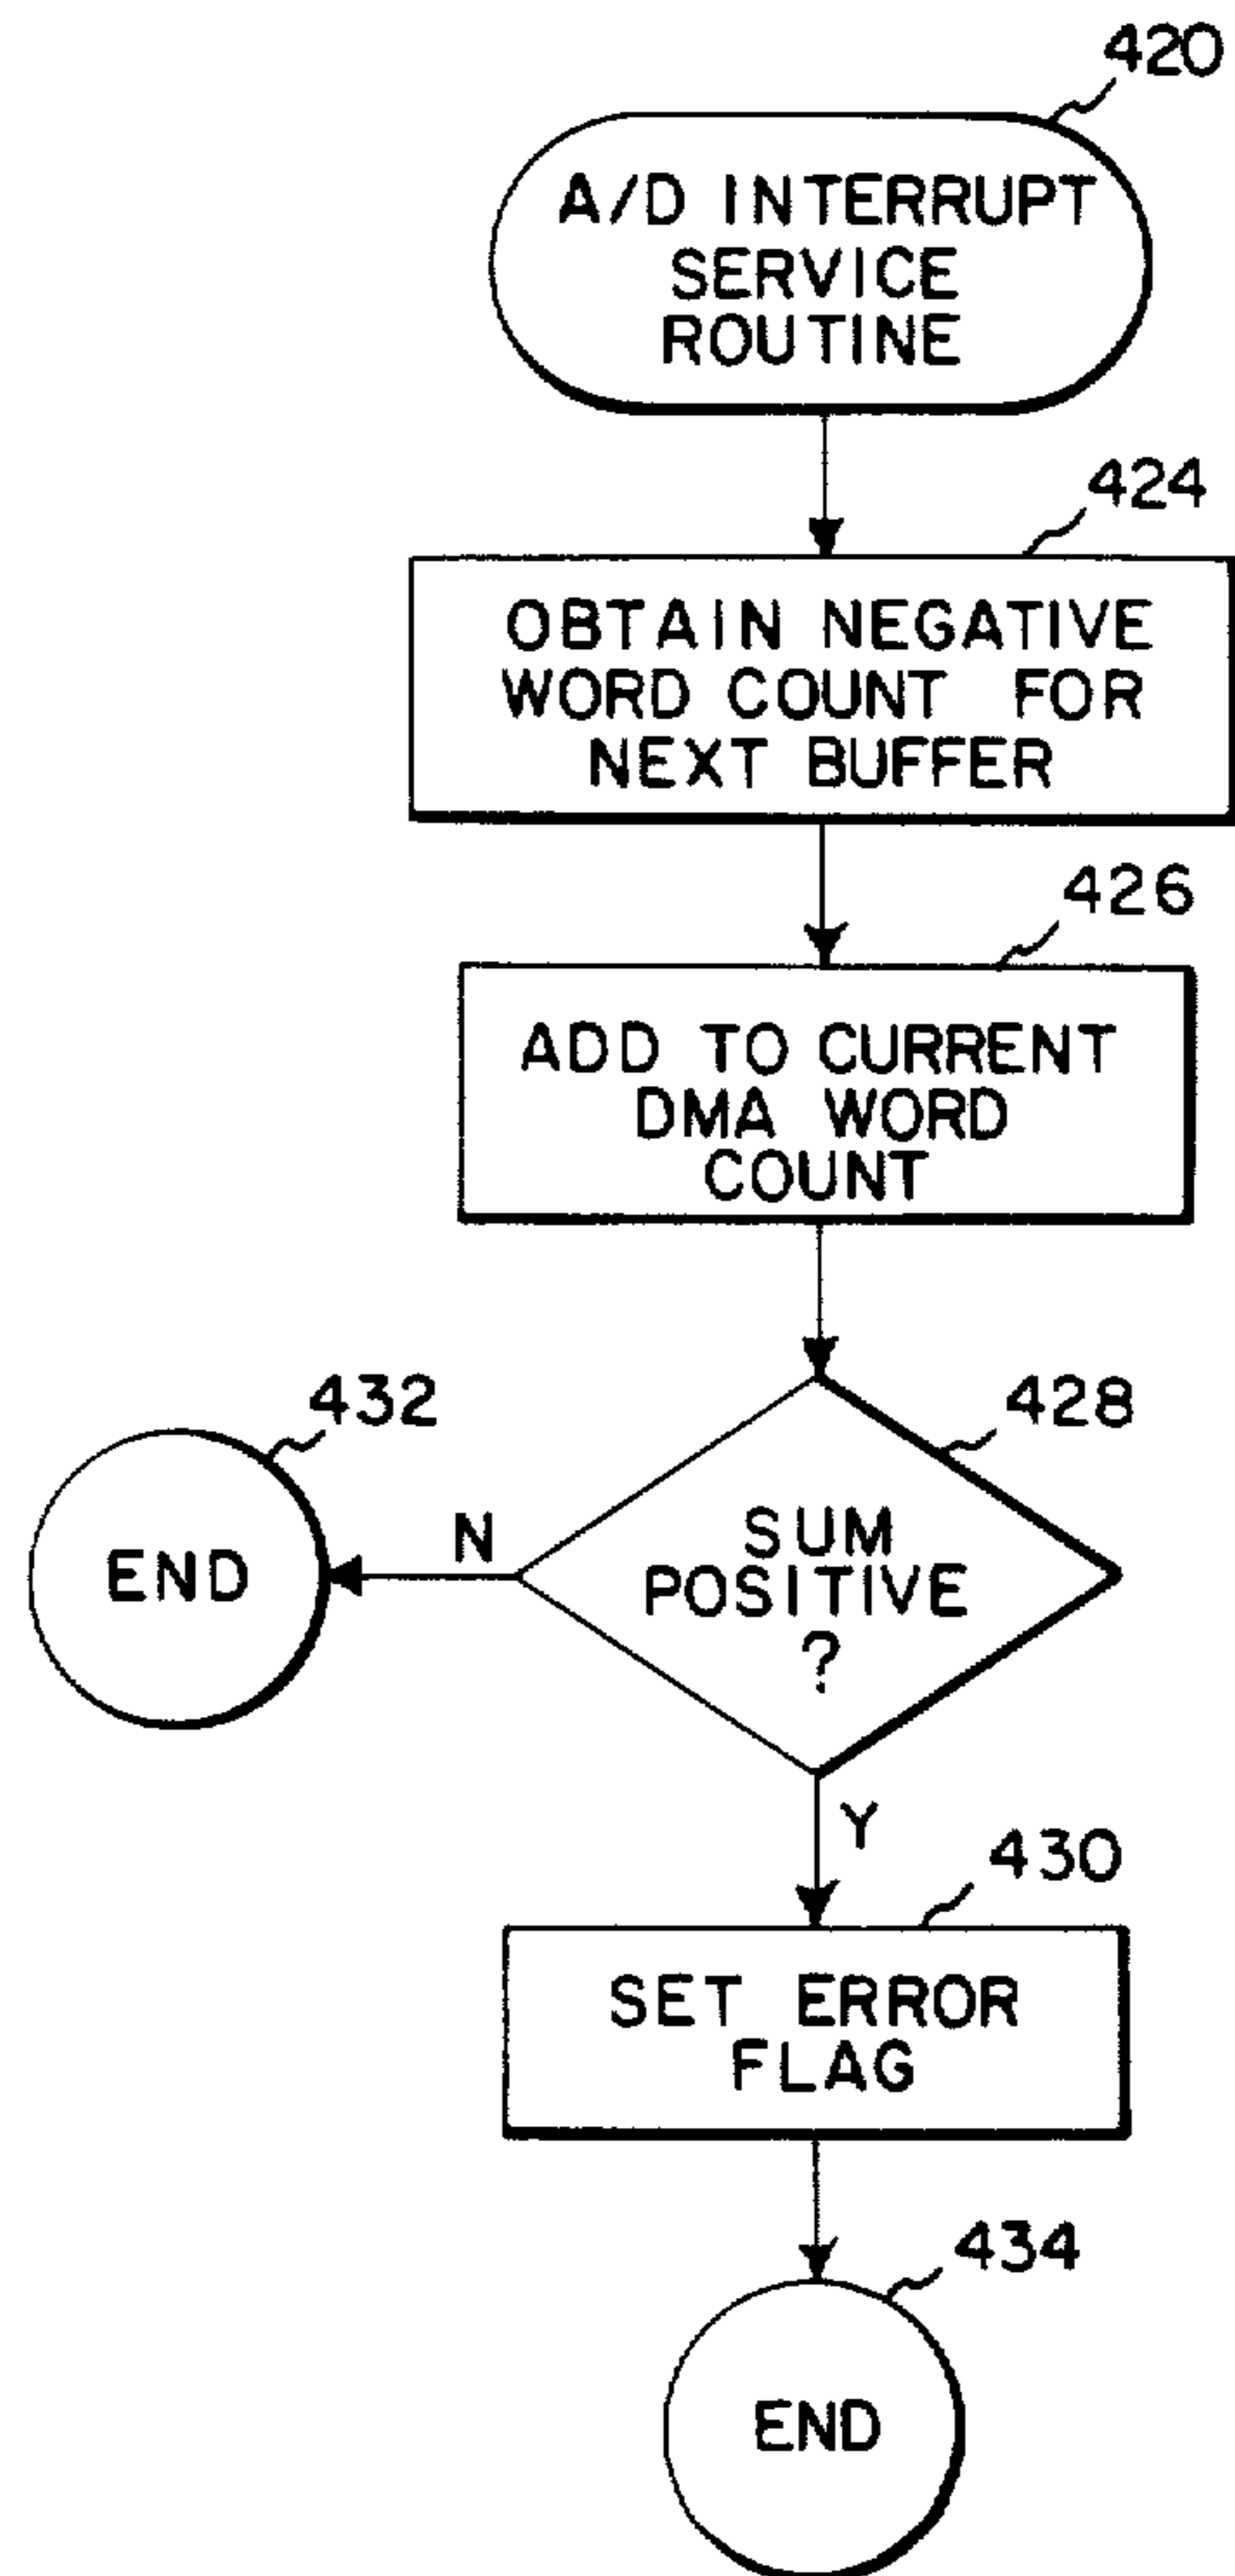 420
A/D INTERRUPT
SERVICE
ROUTINE
424
OBTAIN NEGATIVE
WORD COUNT FOR
NEXT BUFFER
426
ADD TO CURRENT
DMA WORD
COUNT
432
428
END
N
SUM
POSITIVE
?
Y
430
SET ERROR
FLAG
434
END